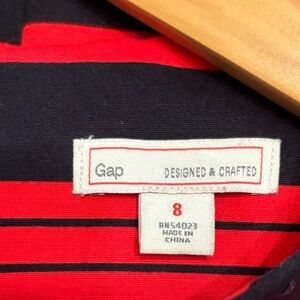 Gap DESIGNED & CRAFTED
8
RN54023
MADE IN
CHINA